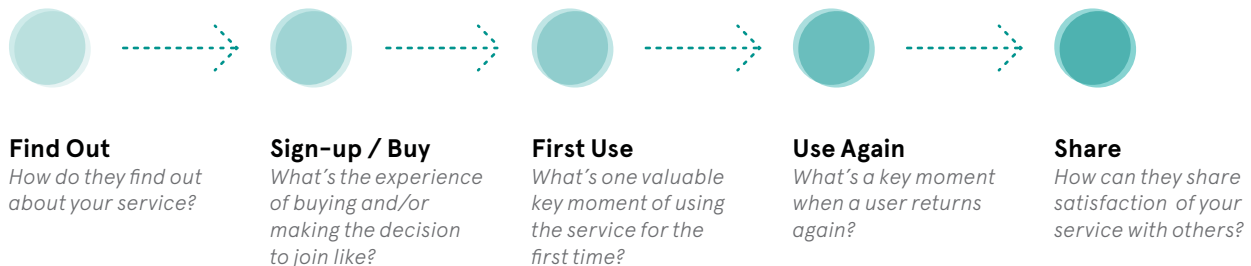 Find Out
How do they find out
about your service?
Sign-up / Buy
What's the experience
of buying and/or
making the decision
to join like?
First Use
What's one valuable
key moment of using
the service for the
first time?
Use Again
What's a key moment
when a user returns
again?
Share
How can they share
satisfaction of your
service with others?